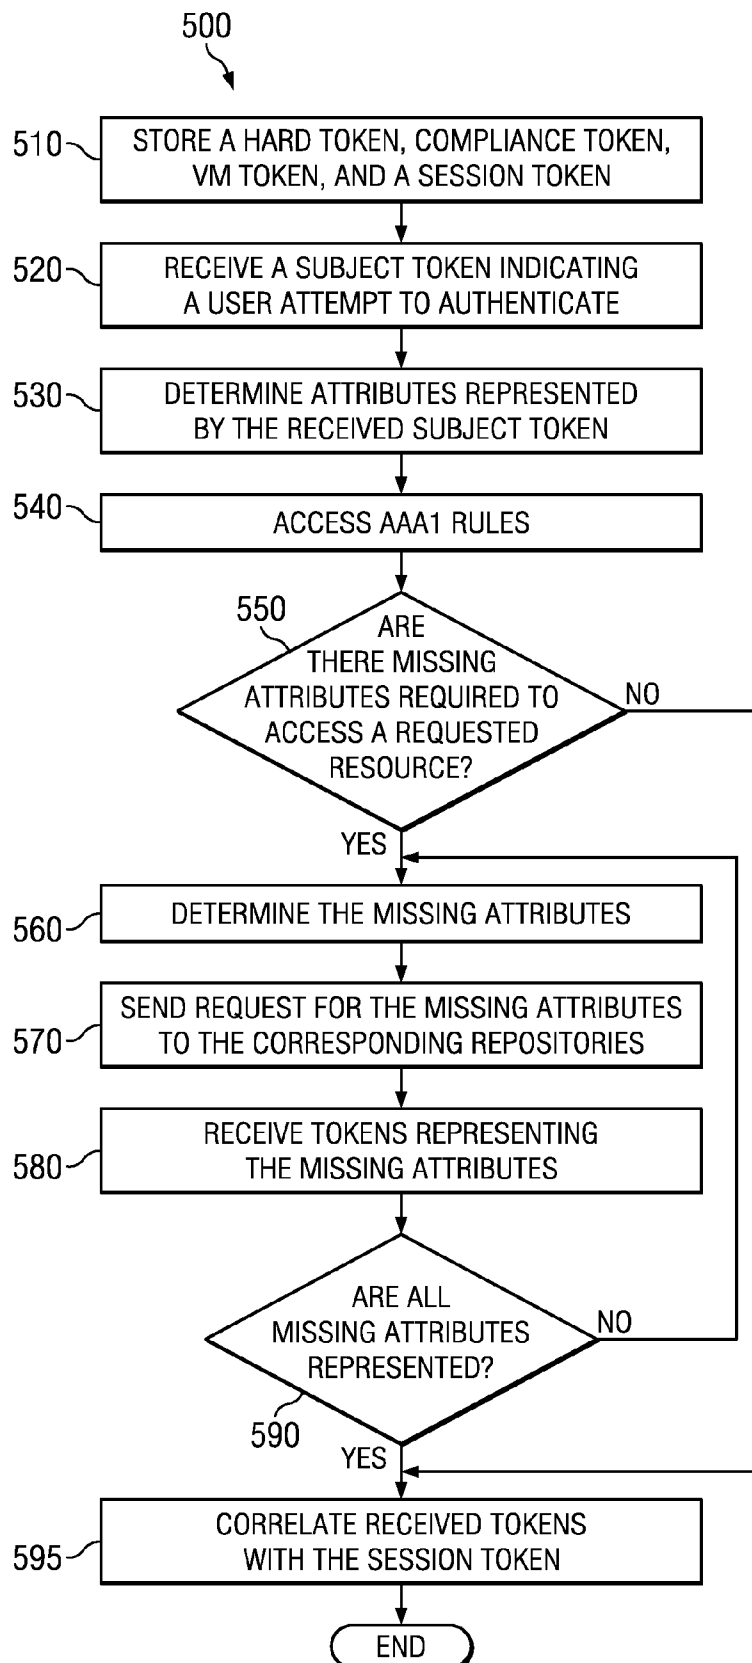 500
510
STORE A HARD TOKEN, COMPLIANCE TOKEN,
VM TOKEN, AND A SESSION TOKEN
520
RECEIVE A SUBJECT TOKEN INDICATING
A USER ATTEMPT TO AUTHENTICATE
530
DETERMINE ATTRIBUTES REPRESENTED
BY THE RECEIVED SUBJECT TOKEN
540
ACCESS AAA1 RULES
550
ARE
THERE MISSING
ATTRIBUTES REQUIRED TO
ACCESS A REQUESTED
RESOURCE?
NO
YES
560
DETERMINE THE MISSING ATTRIBUTES
570
SEND REQUEST FOR THE MISSING ATTRIBUTES
TO THE CORRESPONDING REPOSITORIES
580
RECEIVE TOKENS REPRESENTING
THE MISSING ATTRIBUTES
ARE ALL
MISSING ATTRIBUTES
REPRESENTED?
NO
590
YES
595
CORRELATE RECEIVED TOKENS
WITH THE SESSION TOKEN
END